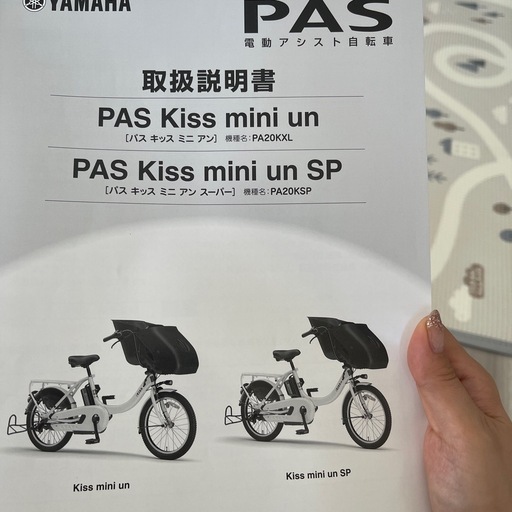 YAMAHA
PAS
電動アシスト自転車
取扱説明書
PAS Kiss mini un
[パス キッス ミニ アン] 機種名:PA20KXL
PAS Kiss mini un SP
[パス キッス ミニ アン スーパー] 機種名:PA20KSP
Kiss mini un
Kiss mini un SP